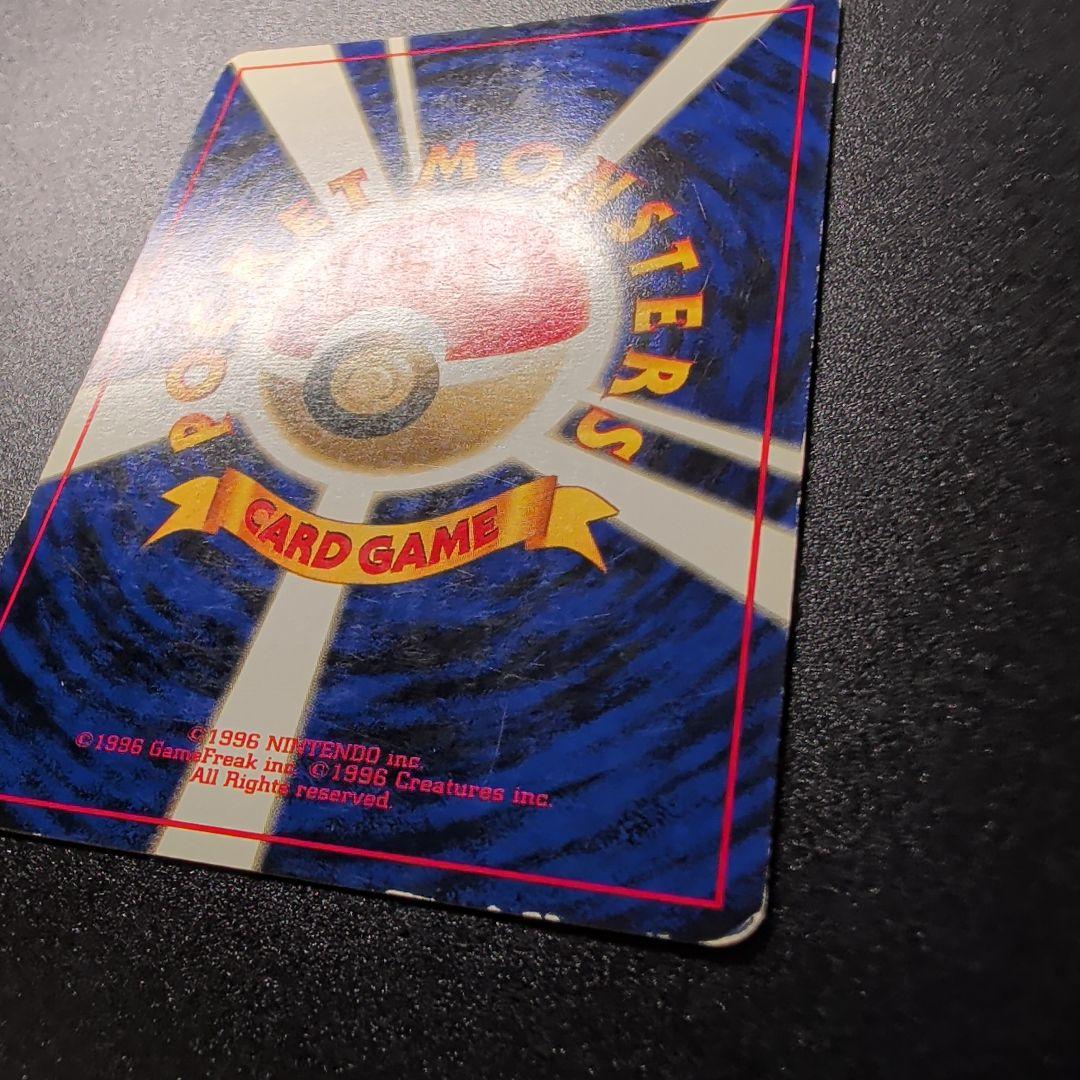 POCKET MONSTERS
CARD GAME
©1996 NINTENDO inc.
©1996 GameFreak inc. ©1996 Creatures inc.
All Rights reserved.